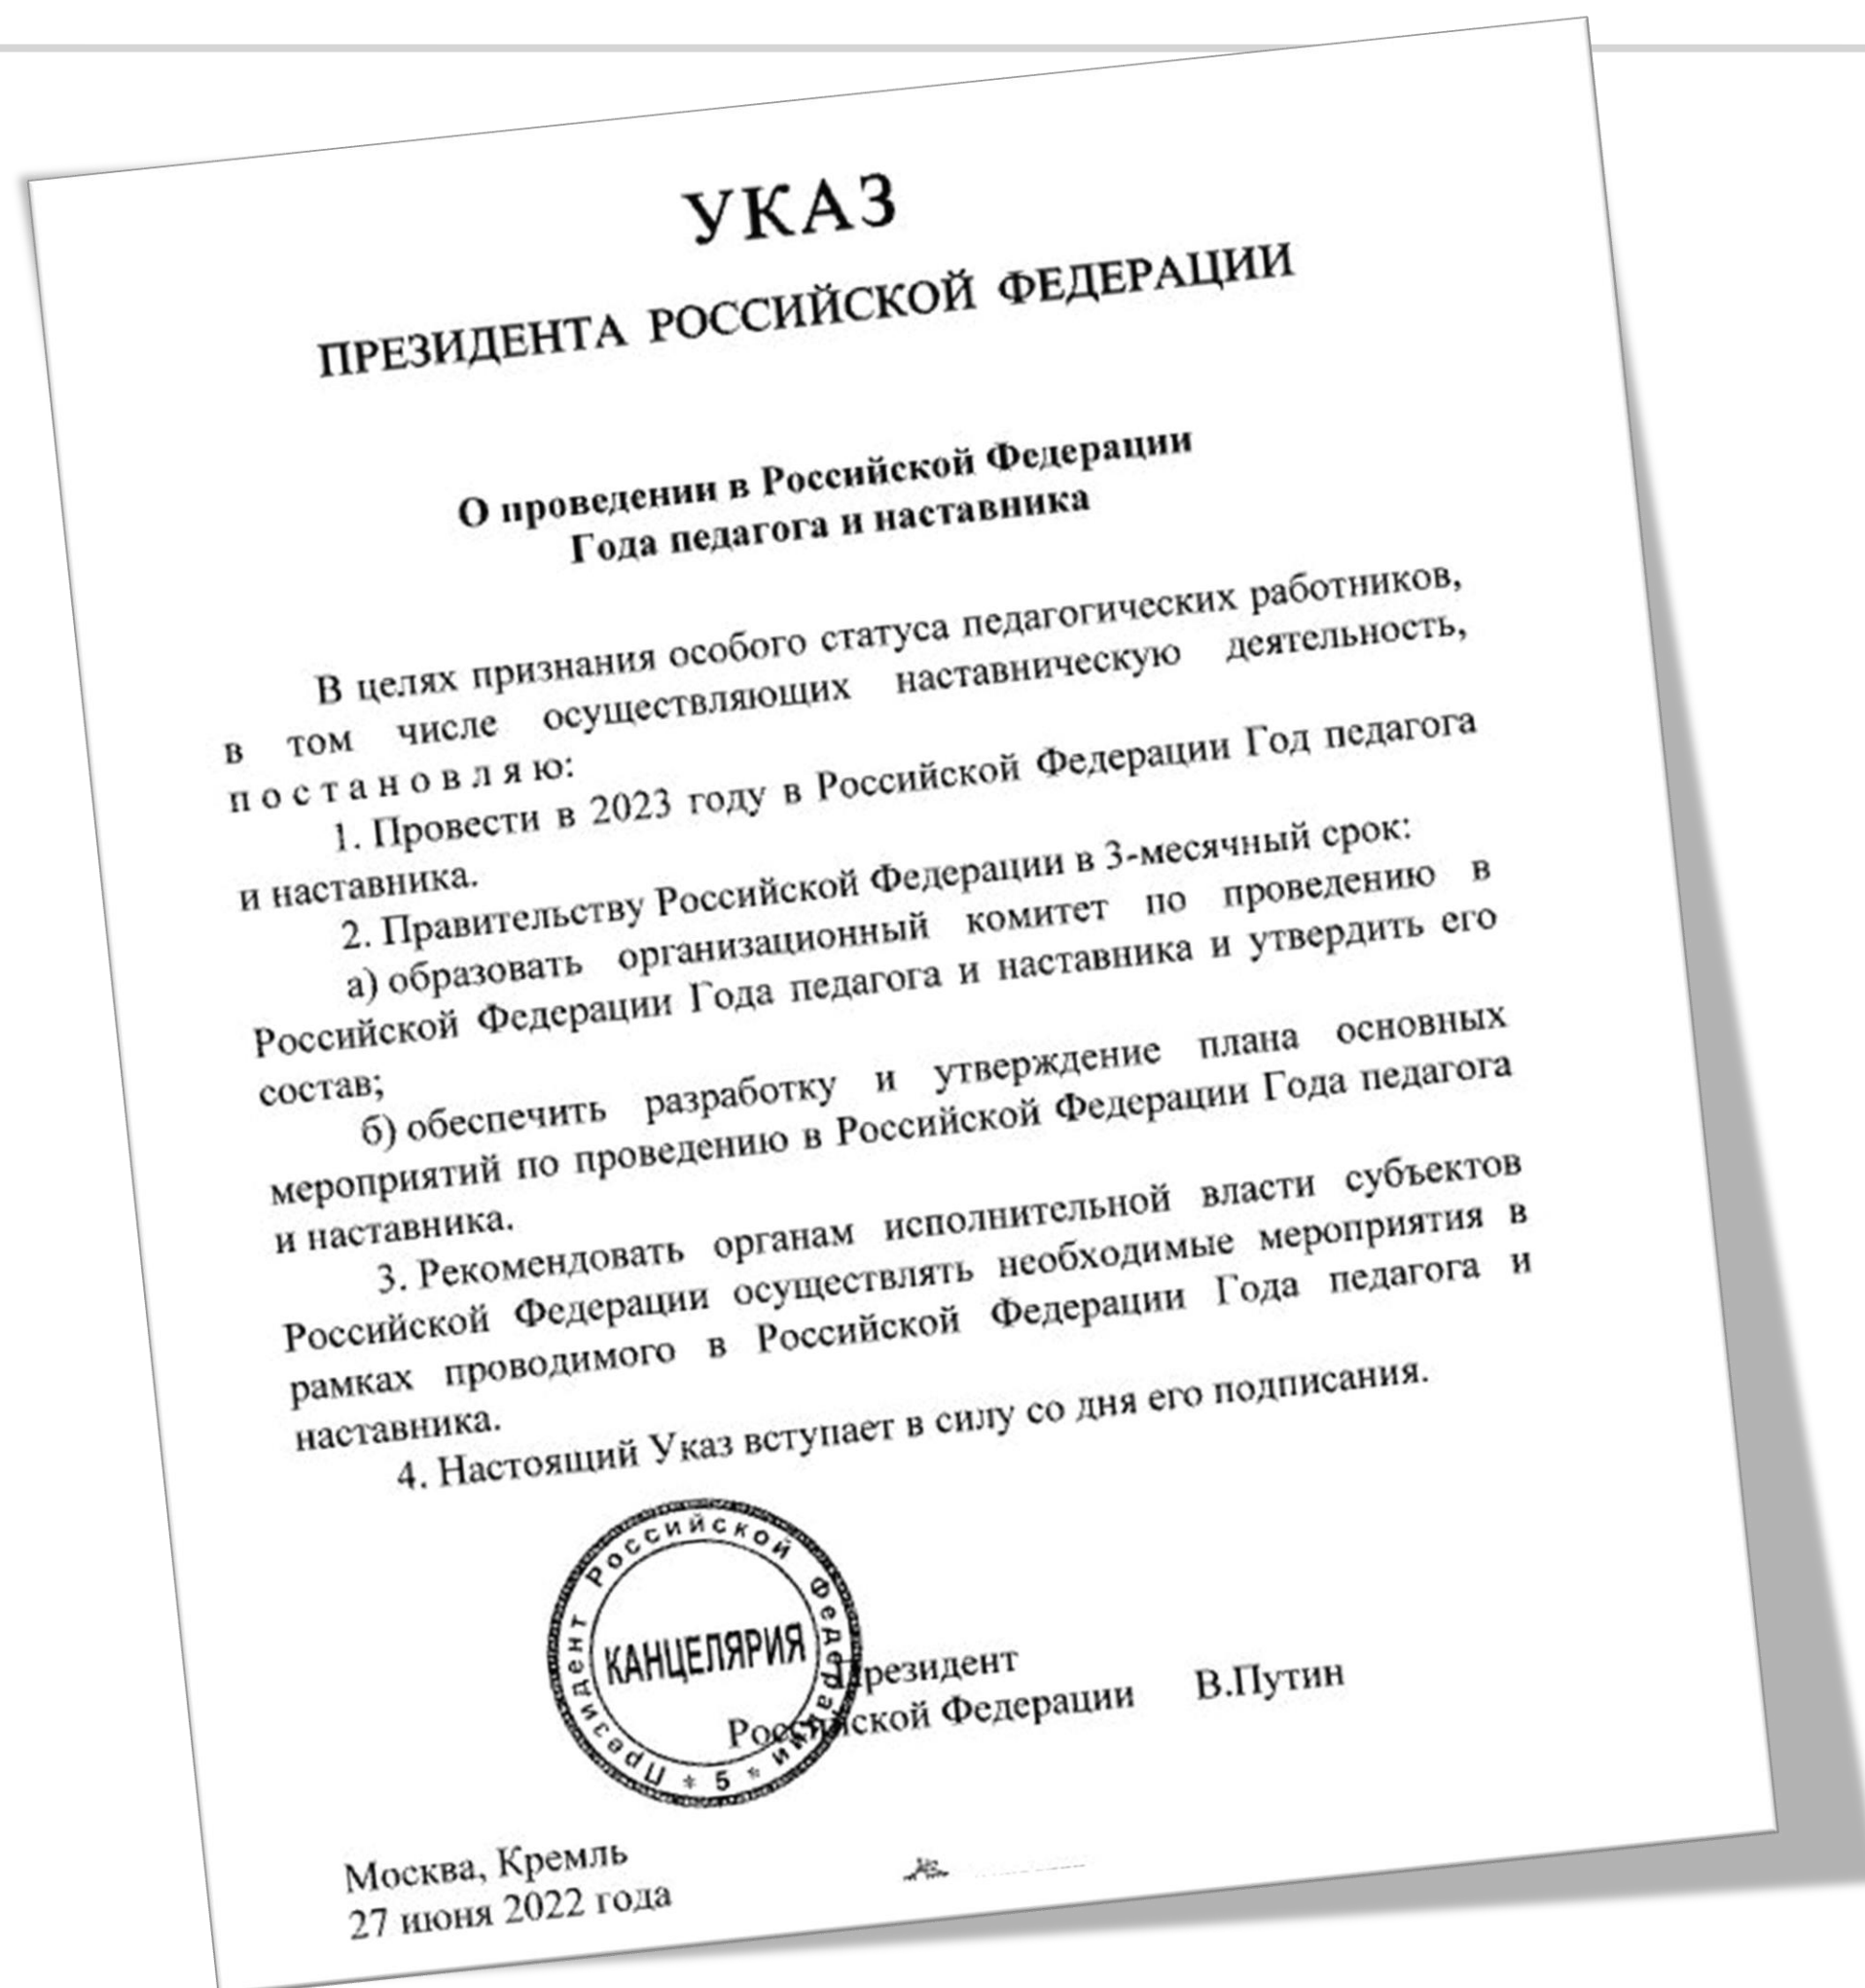 УКАЗ
ПРЕЗИДЕНТА РОССИЙСКОЙ ФЕДЕРАЦИИ
О проведении в Российской Федерации
Года педагога и наставника
В целях признания особого статуса педагогических работников,
в том числе осуществляющих наставническую деятельность,
п о с т а н о в л я ю:
1. Провести в 2023 году в Российской Федерации Год педагога
и наставника.
2. Правительству Российской Федерации в 3-месячный срок:
а) образовать организационный комитет по проведению в
Российской Федерации Года педагога и наставника и утвердить его
состав;
б) обеспечить разработку и утверждение плана основных
мероприятий по проведению в Российской Федерации Года педагога
и наставника.
3. Рекомендовать органам исполнительной власти субъектов
Российской Федерации осуществлять необходимые мероприятия в
рамках проводимого в Российской Федерации Года педагога и
наставника.
4. Настоящий Указ вступает в силу со дня его подписания.
Президент Российской Федерации * 5 *
КАНЦЕЛЯРИЯ
Президент
Российской Федерации В.Путин
Москва, Кремль
27 июня 2022 года